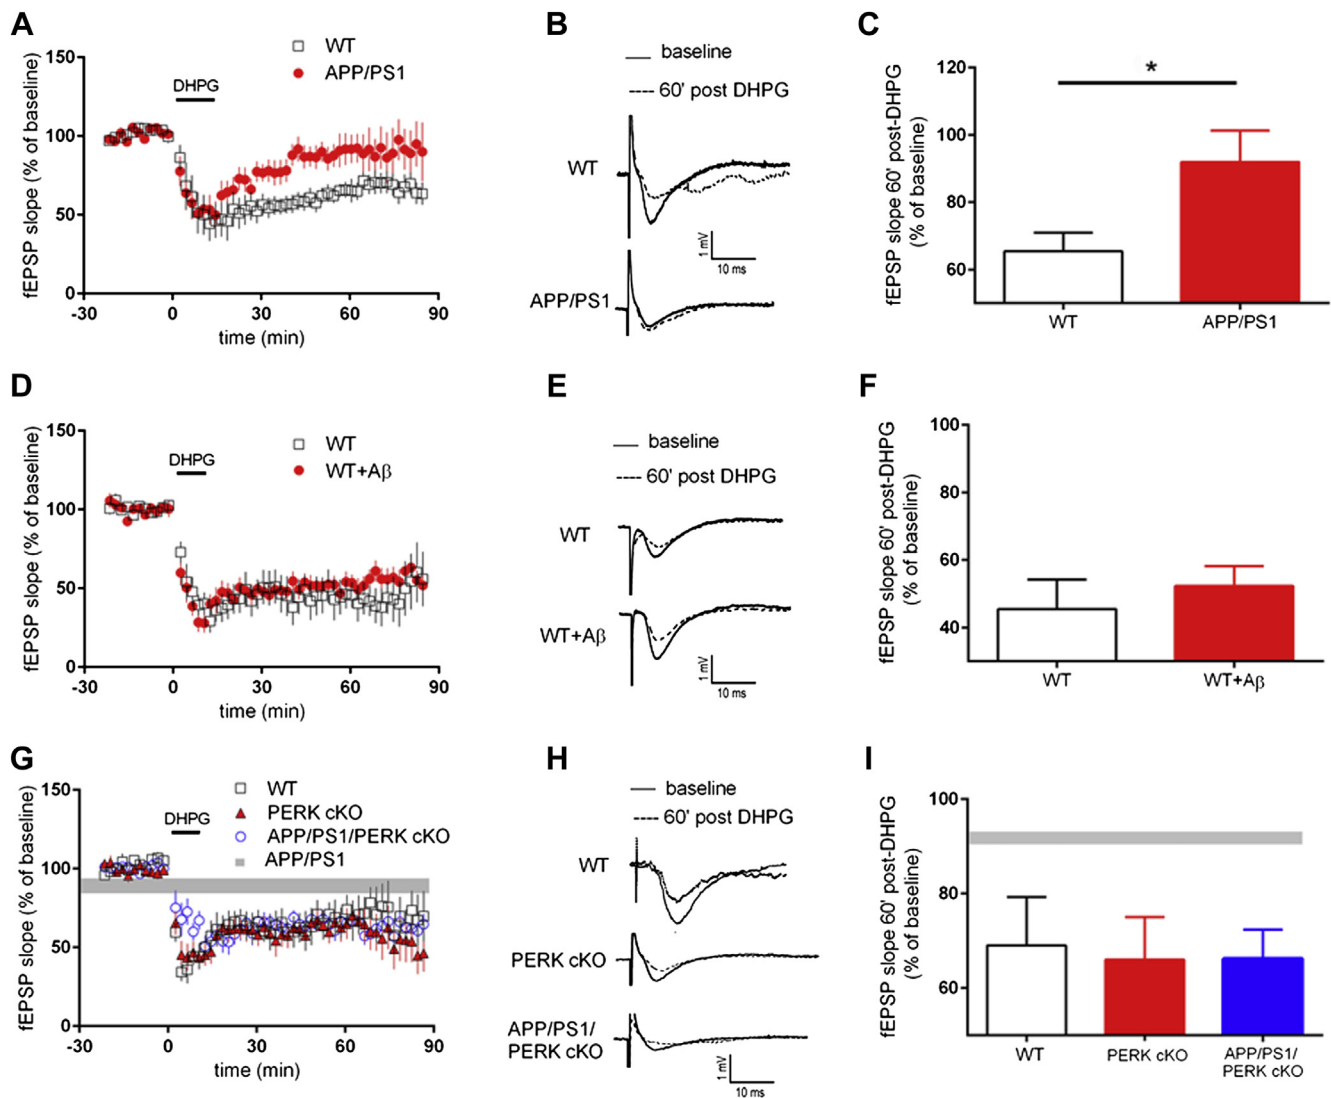 A
fEPSP slope (% of baseline)
150
100
50
0
-30
0
30
60
90
time (min)
DHPG
WT
APP/PS1
B
baseline
60' post DHPG
WT
APP/PS1
1 mV
10 ms
C
fEPSP slope 60' post-DHPG
(% of baseline)
120
100
80
60
*
WT
APP/PS1
D
fEPSP slope (% of baseline)
150
100
50
0
-30
0
30
60
90
time (min)
DHPG
WT
WT+Aβ
E
baseline
60' post DHPG
WT
WT+Aβ
1 mV
10 ms
F
fEPSP slope 60' post-DHPG
(% of baseline)
100
80
60
40
WT
WT+Aβ
G
fEPSP slope (% of baseline)
150
100
50
0
-30
0
30
60
90
time (min)
DHPG
WT
PERK cKO
APP/PS1/PERK cKO
APP/PS1
H
baseline
60' post DHPG
WT
PERK cKO
APP/PS1/
PERK cKO
1 mV
10 ms
I
fEPSP slope 60' post-DHPG
(% of baseline)
100
80
60
WT
PERK cKO
APP/PS1/
PERK cKO